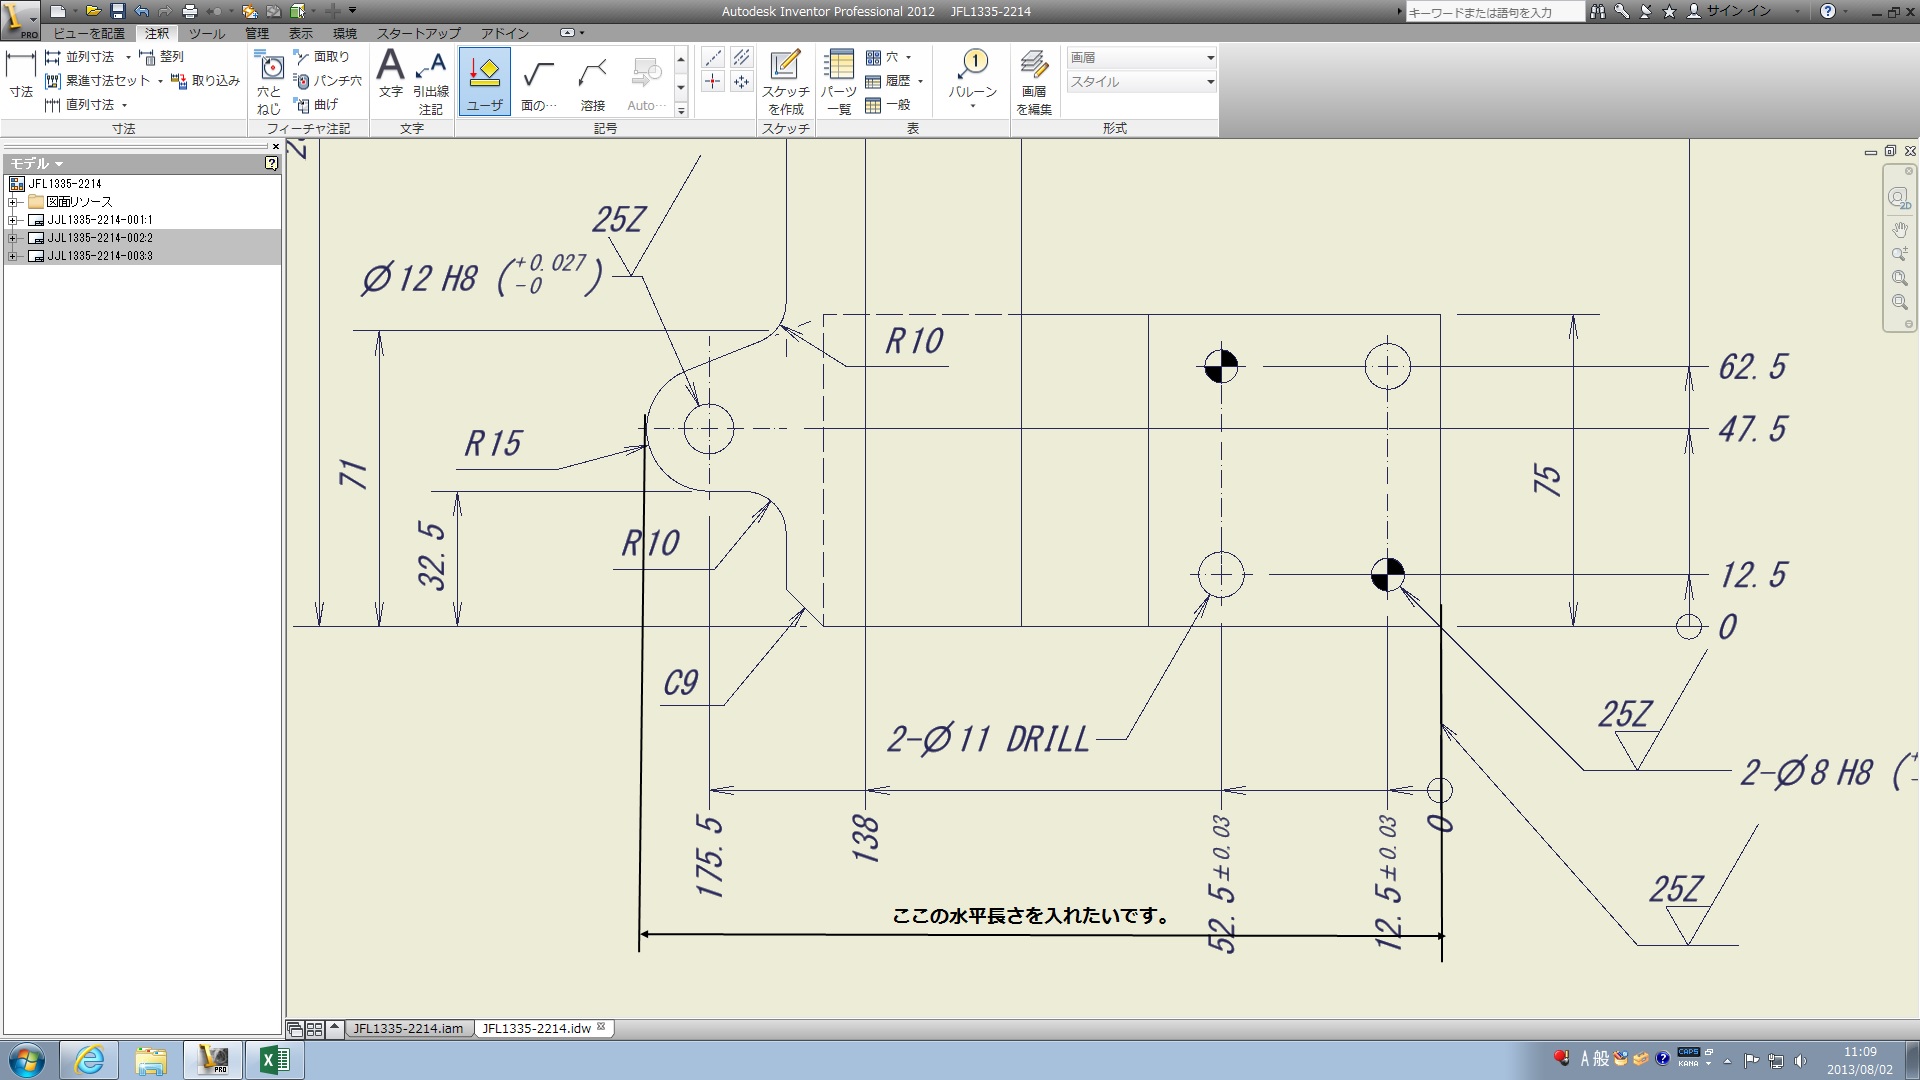 Autodesk Inventor Professional 2012 JFL1335-2214
キーワードまたは語句を入力
サイン イン
PRO
ビューを配置 注釈 ツール 管理 表示 環境 スタートアップ アドイン
寸法
並列寸法
整列
累進寸法セット
取り込み
直列寸法
穴と
ねじ
面取り
パンチ穴
曲げ
文字
引出線
注記
ユーザ
面の...
溶接
Auto...
スケッチ
を作成
パーツ
一覧
穴
履歴
一般
バルーン
画層
を編集
画層
スタイル
寸法 フィーチャ注記 文字 記号 スケッチ 表 形式
モデル
JFL1335-2214
図面リソース
JJL1335-2214-001:1
JJL1335-2214-002:2
JJL1335-2214-003:3
25Z
Ø12 H8 (+0.027 -0)
R10
R15
71
32.5
R10
C9
2-Ø11 DRILL
75
62.5
47.5
12.5
0
25Z
2-Ø8 H8 (
25Z
175.5
138
52.5±0.03
12.5±0.03
0
ここの水平長さを入れたいです。
JFL1335-2214.iam
JFL1335-2214.idw
A 般
CAPS
KANA
11:09
2013/08/02